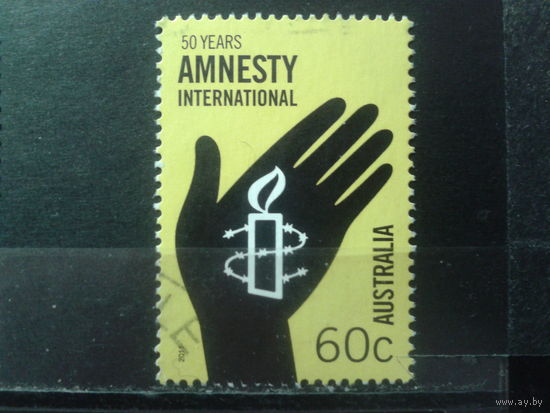 50 YEARS
AMNESTY
INTERNATIONAL
AUSTRALIA
60c
www.ay.by